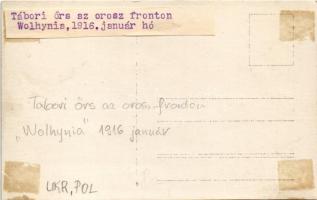 Tábori őrs az orosz fronton
Wolhynia,1916.január hó
Tábori őrs az orosz fronton
„Wolhynia” 1916 január
UKR, POL